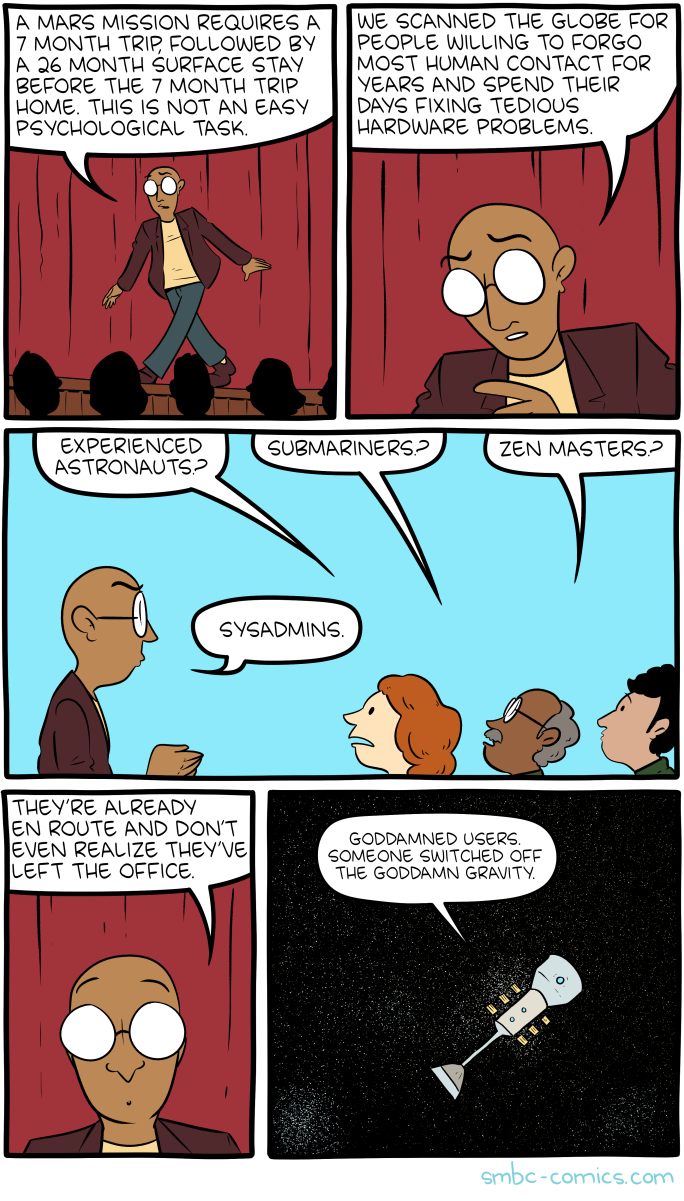 A MARS MISSION REQUIRES A
7 MONTH TRIP, FOLLOWED BY
A 26 MONTH SURFACE STAY
BEFORE THE 7 MONTH TRIP
HOME. THIS IS NOT AN EASY
PSYCHOLOGICAL TASK.
WE SCANNED THE GLOBE FOR
PEOPLE WILLING TO FORGO
MOST HUMAN CONTACT FOR
YEARS AND SPEND THEIR
DAYS FIXING TEDIOUS
HARDWARE PROBLEMS.
EXPERIENCED
ASTRONAUTS?
SUBMARINERS?
ZEN MASTERS?
SYSADMINS.
THEY'RE ALREADY
EN ROUTE AND DON'T
EVEN REALIZE THEY'VE
LEFT THE OFFICE.
GODDAMNED USERS.
SOMEONE SWITCHED OFF
THE GODDAMN GRAVITY.
smbc-comics.com